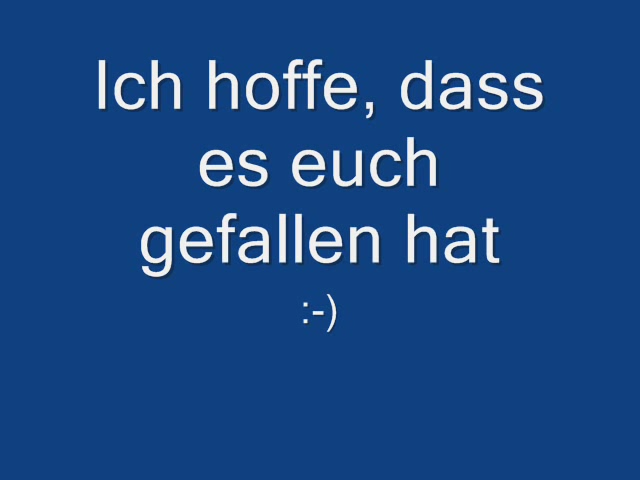 Ich hoffe, dass
es euch
gefallen hat
:-)